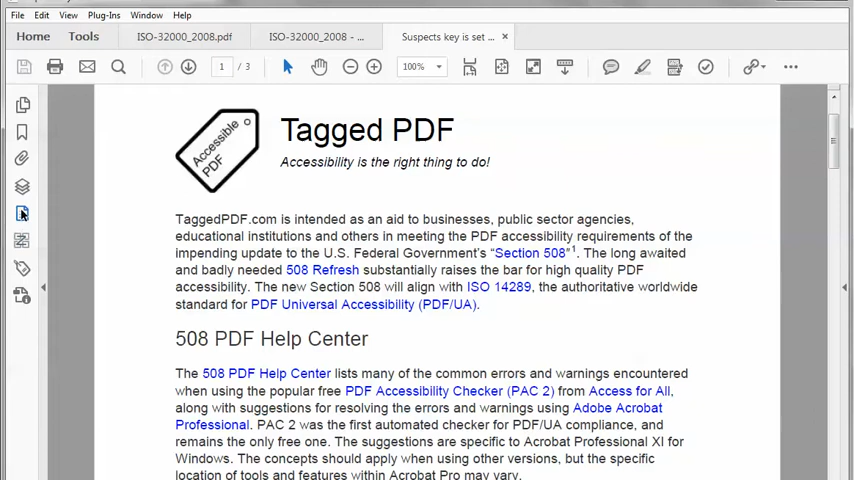 File Edit View Plug-Ins Window Help
Home Tools ISO-32000_2008.pdf ISO-32000_2008 - ... Suspects key is set ... ×
1 / 3 100%
Accessible
PDF
Tagged PDF
Accessibility is the right thing to do!
TaggedPDF.com is intended as an aid to businesses, public sector agencies,
educational institutions and others in meeting the PDF accessibility requirements of the
impending update to the U.S. Federal Government's “Section 508”1. The long awaited
and badly needed 508 Refresh substantially raises the bar for high quality PDF
accessibility. The new Section 508 will align with ISO 14289, the authoritative worldwide
standard for PDF Universal Accessibility (PDF/UA).
508 PDF Help Center
The 508 PDF Help Center lists many of the common errors and warnings encountered
when using the popular free PDF Accessibility Checker (PAC 2) from Access for All,
along with suggestions for resolving the errors and warnings using Adobe Acrobat
Professional. PAC 2 was the first automated checker for PDF/UA compliance, and
remains the only free one. The suggestions are specific to Acrobat Professional XI for
Windows. The concepts should apply when using other versions, but the specific
location of tools and features within Acrobat Pro may vary.